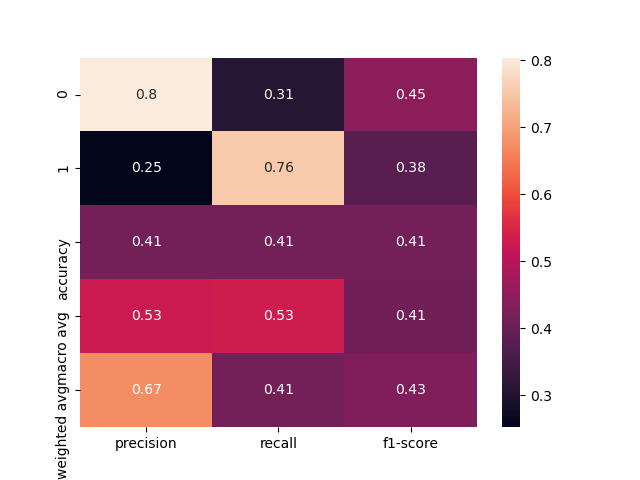 0 0.8 0.31 0.45
1 0.25 0.76 0.38
accuracy 0.41 0.41 0.41
macro avg 0.53 0.53 0.41
weighted avg 0.67 0.41 0.43
precision recall f1-score
0.8
0.7
0.6
0.5
0.4
0.3